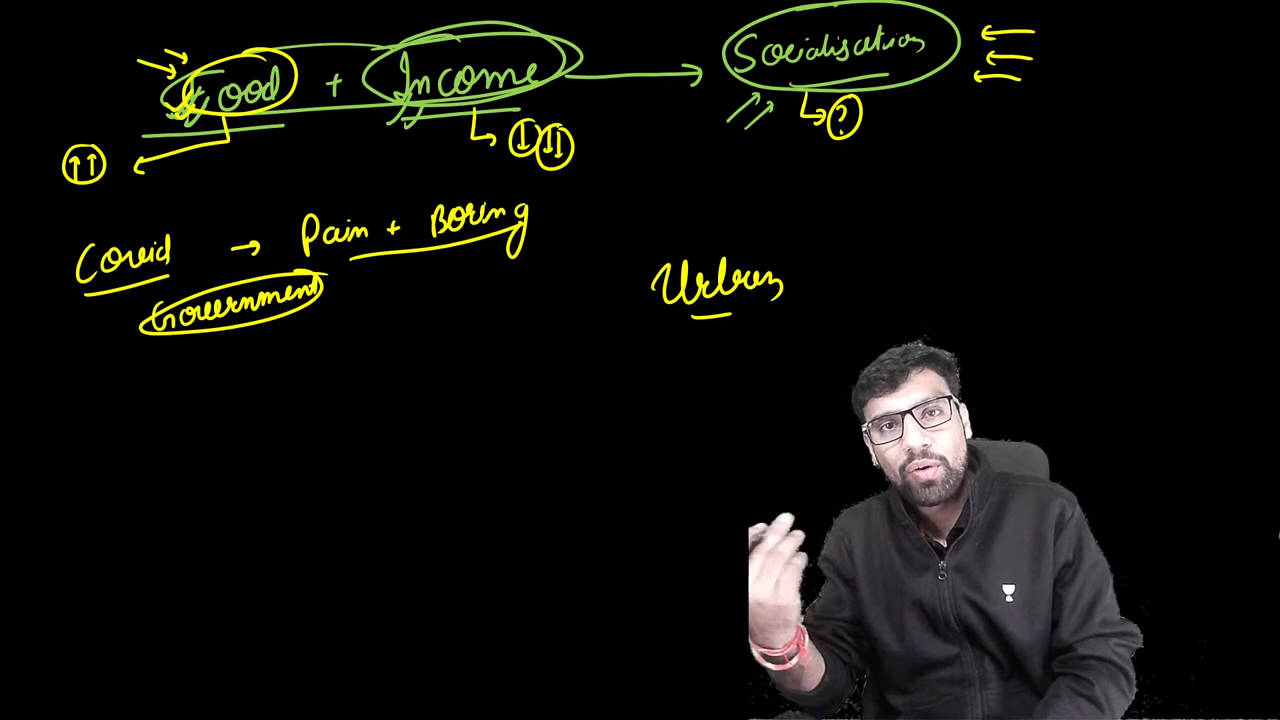 Food + Income → Socialisation
↑↑ ↓ ↓↓ ?
Covid → Pain + Boring
Government
Urban